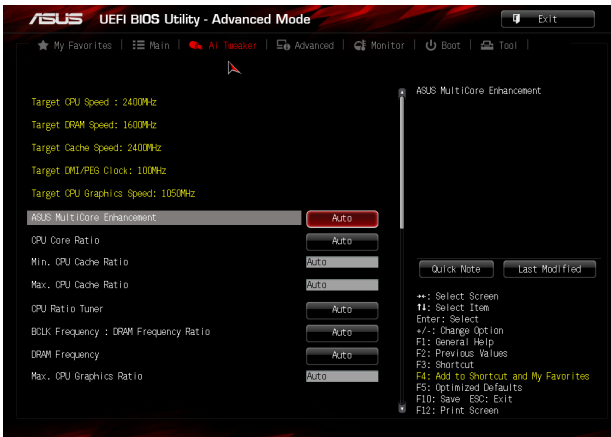 ASUS UEFI BIOS Utility - Advanced Mode
Exit
My Favorites | Main | Ai Tweaker | Advanced | Monitor | Boot | Tool |
Target CPU Speed : 2400MHz
Target DRAM Speed: 1600MHz
Target Cache Speed: 2400MHz
Target DMI/PEG Clock: 100MHz
Target CPU Graphics Speed: 1050MHz
ASUS MultiCore Enhancement Auto
CPU Core Ratio Auto
Min. CPU Cache Ratio Auto
Max. CPU Cache Ratio Auto
CPU Ratio Tuner Auto
BCLK Frequency : DRAM Frequency Ratio Auto
DRAM Frequency Auto
Max. CPU Graphics Ratio Auto
ASUS MultiCore Enhancement
Quick Note Last Modified
→←: Select Screen
↑↓: Select Item
Enter: Select
+/-: Change Option
F1: General Help
F2: Previous Values
F3: Shortcut
F4: Add to Shortcut and My Favorites
F5: Optimized Defaults
F10: Save ESC: Exit
F12: Print Screen